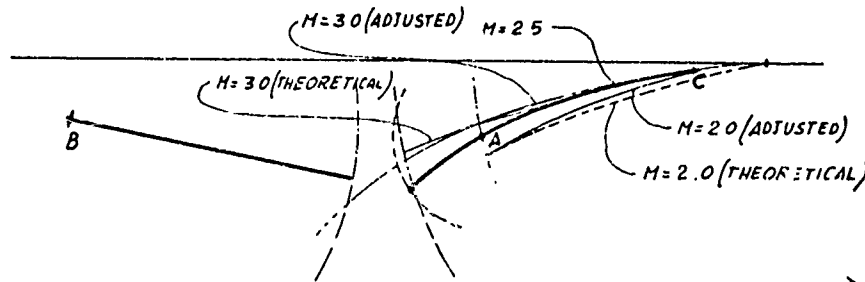 M=3.0 (ADJUSTED)
M=2.5
M=3.0 (THEORETICAL)
B
A
C
M=2.0 (ADJUSTED)
M=2.0 (THEORETICAL)